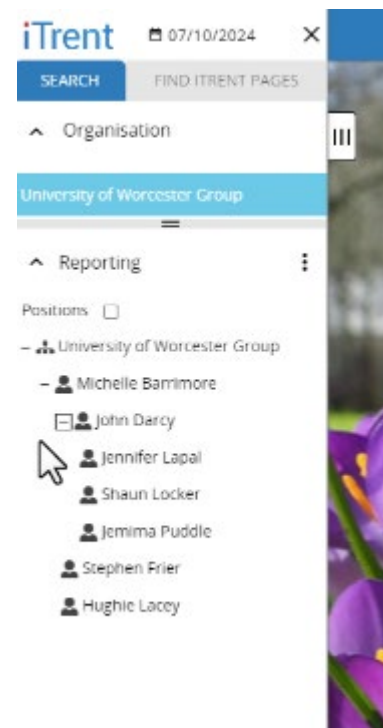 iTrent 07/10/2024
SEARCH FIND ITRENT PAGES
Organisation
University of Worcester Group
Reporting
Positions
University of Worcester Group
Michelle Barrimore
John Darcy
Jennifer Lapal
Shaun Locker
Jemima Puddle
Stephen Frier
Hughie Lacey